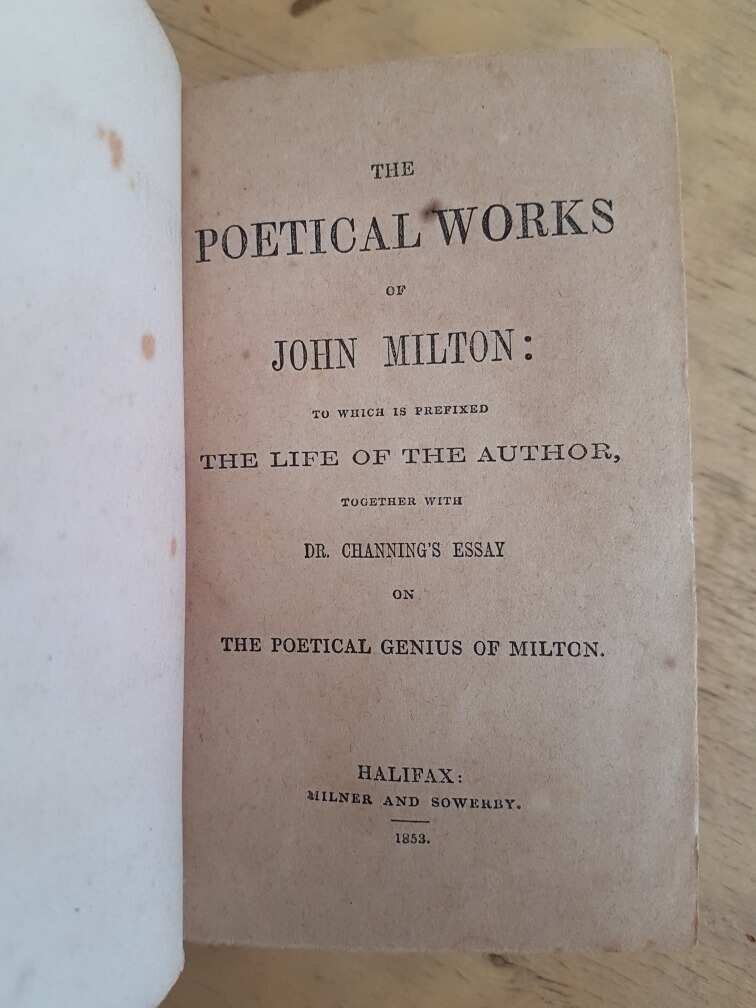 THE
POETICAL WORKS
OF
JOHN MILTON:
TO WHICH IS PREFIXED
THE LIFE OF THE AUTHOR,
TOGETHER WITH
DR. CHANNING'S ESSAY
ON
THE POETICAL GENIUS OF MILTON.
HALIFAX:
MILNER AND SOWERBY.
1853.